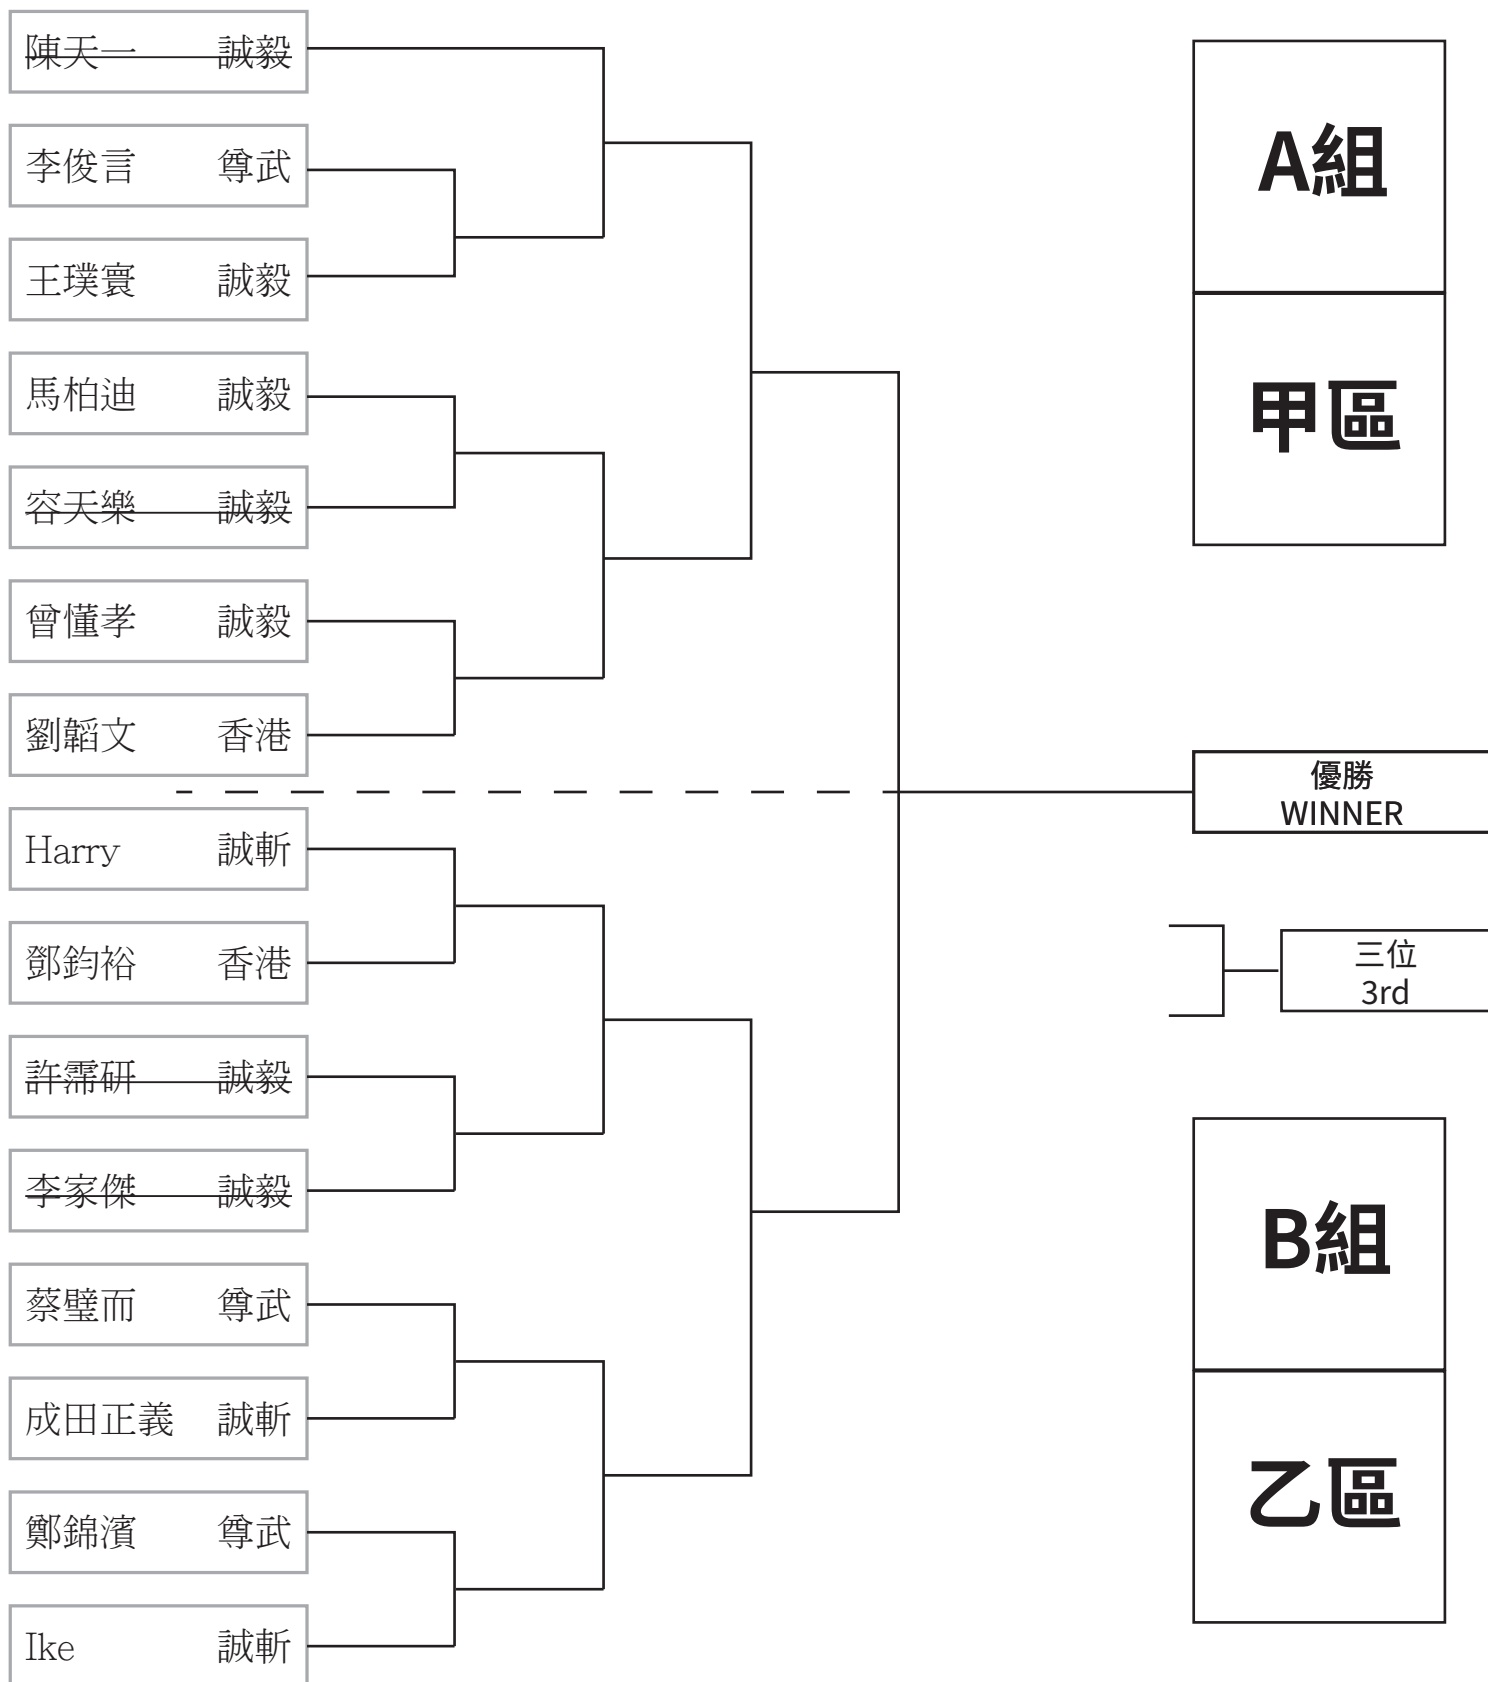 陳天一 誠毅
李俊言 尊武
王璞寰 誠毅
馬柏迪 誠毅
容天樂 誠毅
曾懂孝 誠毅
劉韜文 香港
Harry 誠斬
鄧鈞裕 香港
許霈研 誠毅
李家傑 誠毅
蔡璧而 尊武
成田正義 誠斬
鄭錦濱 尊武
Ike 誠斬
A組
甲區
優勝
WINNER
三位
3rd
B組
乙區